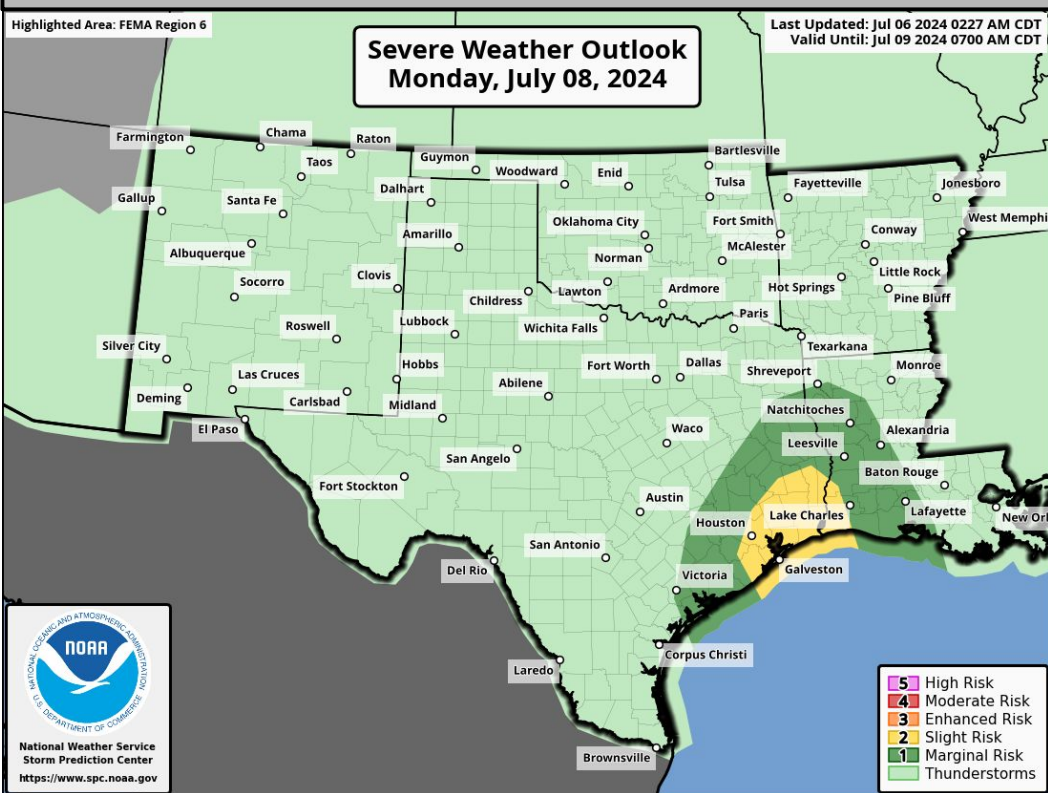 Highlighted Area: FEMA Region 6
Severe Weather Outlook
Monday, July 08, 2024
Last Updated: Jul 06 2024 0227 AM CDT
Valid Until: Jul 09 2024 0700 AM CDT
Farmington
Chama
Raton
Taos
Guymon
Woodward
Enid
Bartlesville
Tulsa
Fayetteville
Jonesboro
Gallup
Santa Fe
Dalhart
Oklahoma City
Fort Smith
West Memphi
Albuquerque
Amarillo
Norman
McAlester
Conway
Socorro
Clovis
Childress
Lawton
Ardmore
Hot Springs
Little Rock
Pine Bluff
Roswell
Lubbock
Wichita Falls
Paris
Texarkana
Silver City
Las Cruces
Hobbs
Abilene
Fort Worth
Dallas
Shreveport
Monroe
Deming
Carlsbad
Midland
Natchitoches
El Paso
Waco
Leesville
Alexandria
San Angelo
Baton Rouge
Fort Stockton
Austin
Houston
Lake Charles
Lafayette
New Orl
San Antonio
Del Rio
Victoria
Galveston
Laredo
Corpus Christi
Brownsville
NATIONAL OCEANIC AND ATMOSPHERIC ADMINISTRATION
NOAA
U.S. DEPARTMENT OF COMMERCE
National Weather Service
Storm Prediction Center
https://www.spc.noaa.gov
5 High Risk
4 Moderate Risk
3 Enhanced Risk
2 Slight Risk
1 Marginal Risk
Thunderstorms